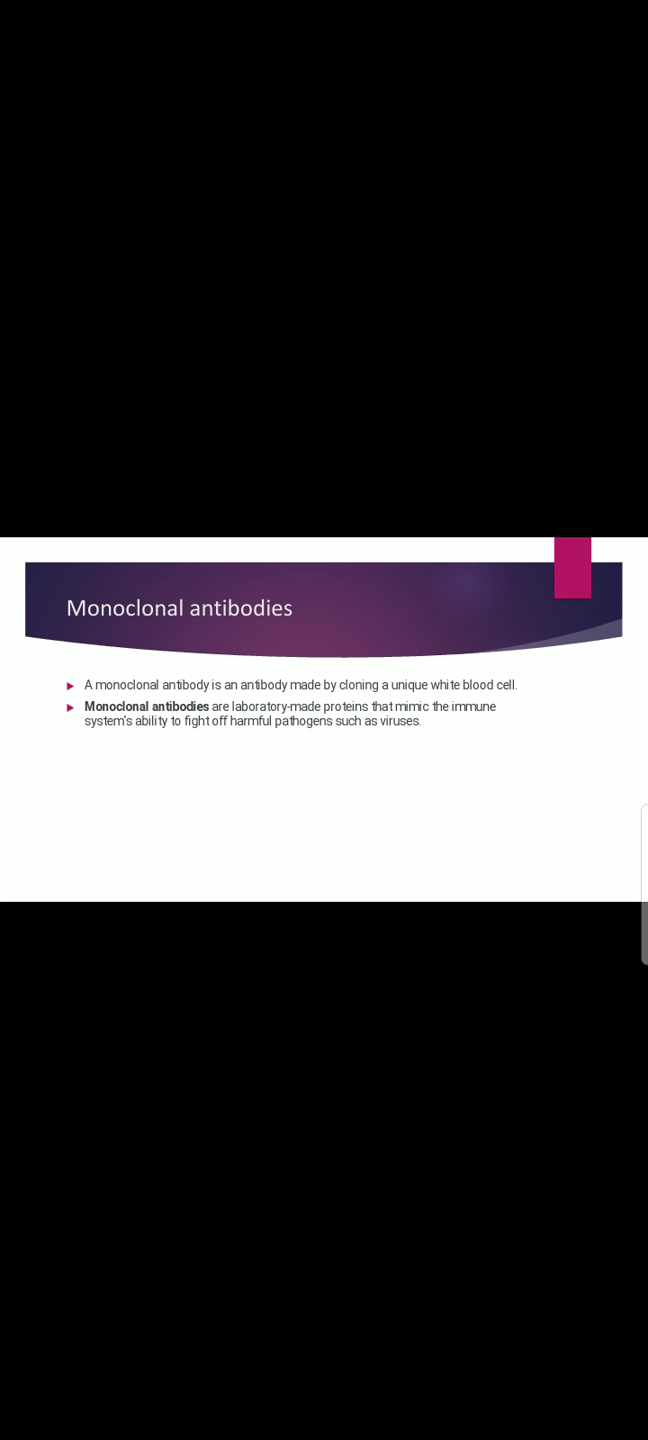 Monoclonal antibodies
A monoclonal antibody is an antibody made by cloning a unique white blood cell.
Monoclonal antibodies are laboratory-made proteins that mimic the immune
system's ability to fight off harmful pathogens such as viruses.